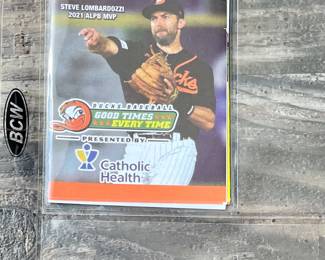 STEVE LOMBARDOZZI
2021 ALPB MVP
DUCKS BASEBALL
GOOD TIMES
EVERY TIME
PRESENTED BY:
Catholic
Health
BCW